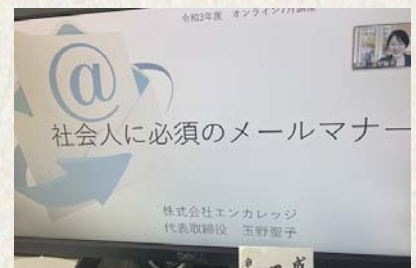 令和3年度 オンライン7月講座
@
社会人に必須のメールマナー
株式会社エンカレッジ
代表取締役 玉野聖子